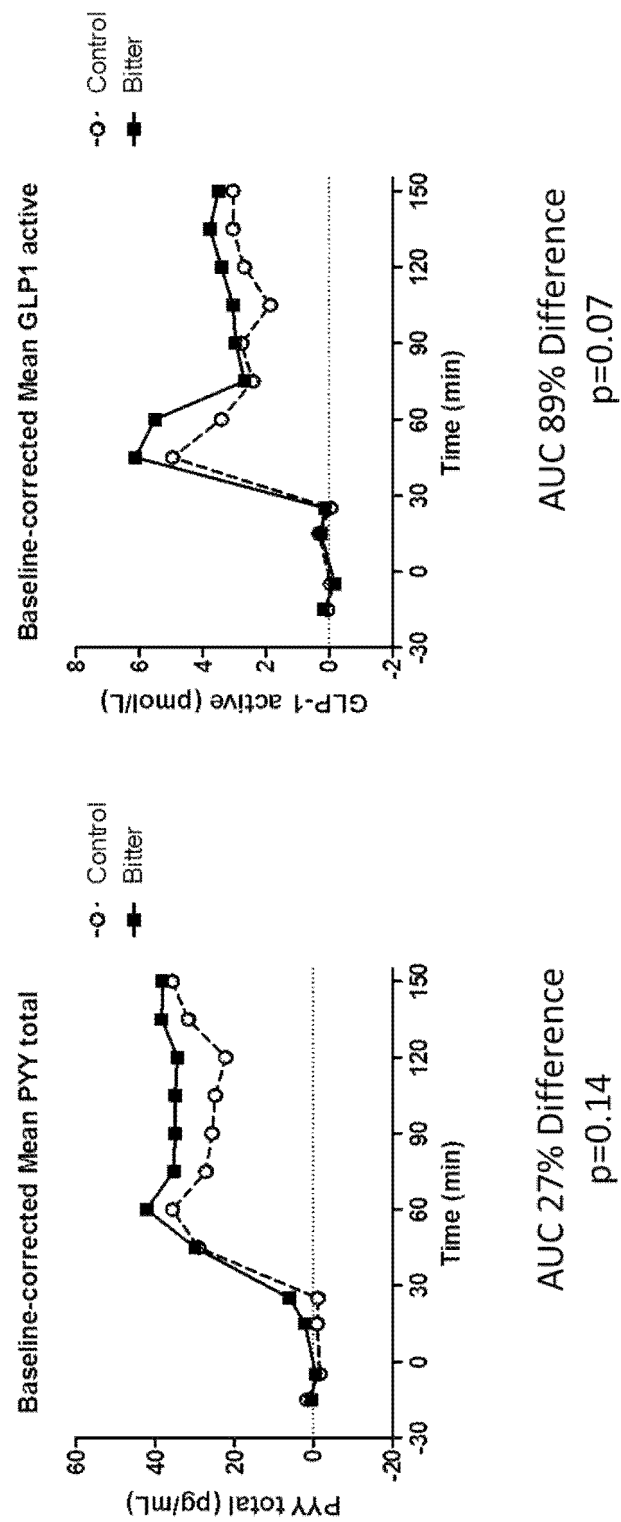 Baseline-corrected Mean PYY total
Control
Bitter
PYY total (pg/mL)
60
40
20
0
-20
-30
0
30
60
90
120
150
Time (min)
AUC 27% Difference
p=0.14
Baseline-corrected Mean GLP1 active
Control
Bitter
GLP-1 active (pmol/L)
8
6
4
2
0
-2
-30
0
30
60
90
120
150
Time (min)
AUC 89% Difference
p=0.07